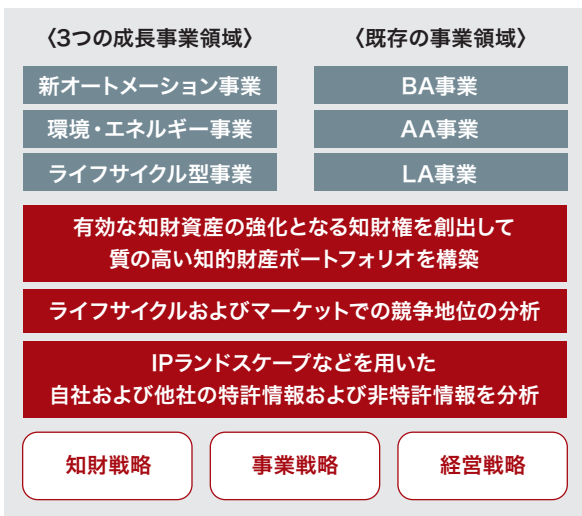 〈3つの成長事業領域〉
〈既存の事業領域〉
新オートメーション事業
BA事業
環境・エネルギー事業
AA事業
ライフサイクル型事業
LA事業
有効な知財資産の強化となる知財権を創出して
質の高い知的財産ポートフォリオを構築
ライフサイクルおよびマーケットでの競争地位の分析
IPランドスケープなどを用いた
自社および他社の特許情報および非特許情報を分析
知財戦略
事業戦略
経営戦略